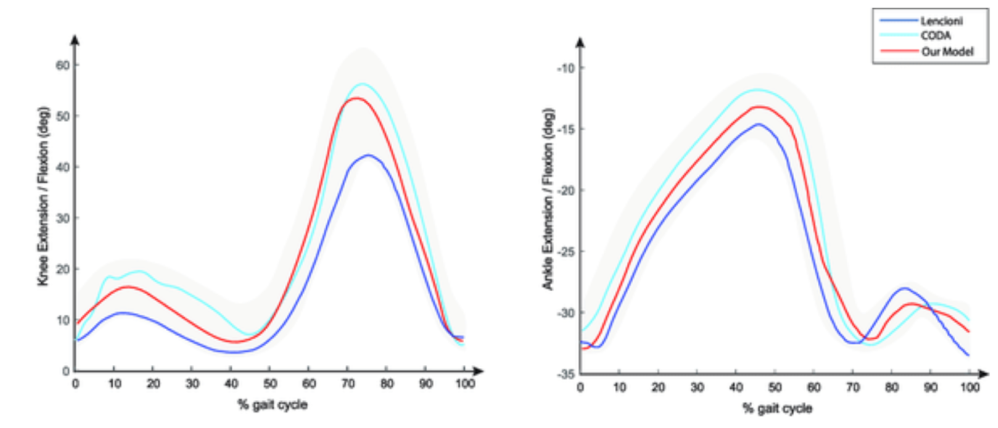 Lencioni
CODA
Our Model
Knee Extension / Flexion (deg)
60
50
40
30
20
10
0
0 10 20 30 40 50 60 70 80 90 100
% gait cycle
Ankle Extension / Flexion (deg)
-10
-15
-20
-25
-30
-35
0 10 20 30 40 50 60 70 80 90 100
% gait cycle